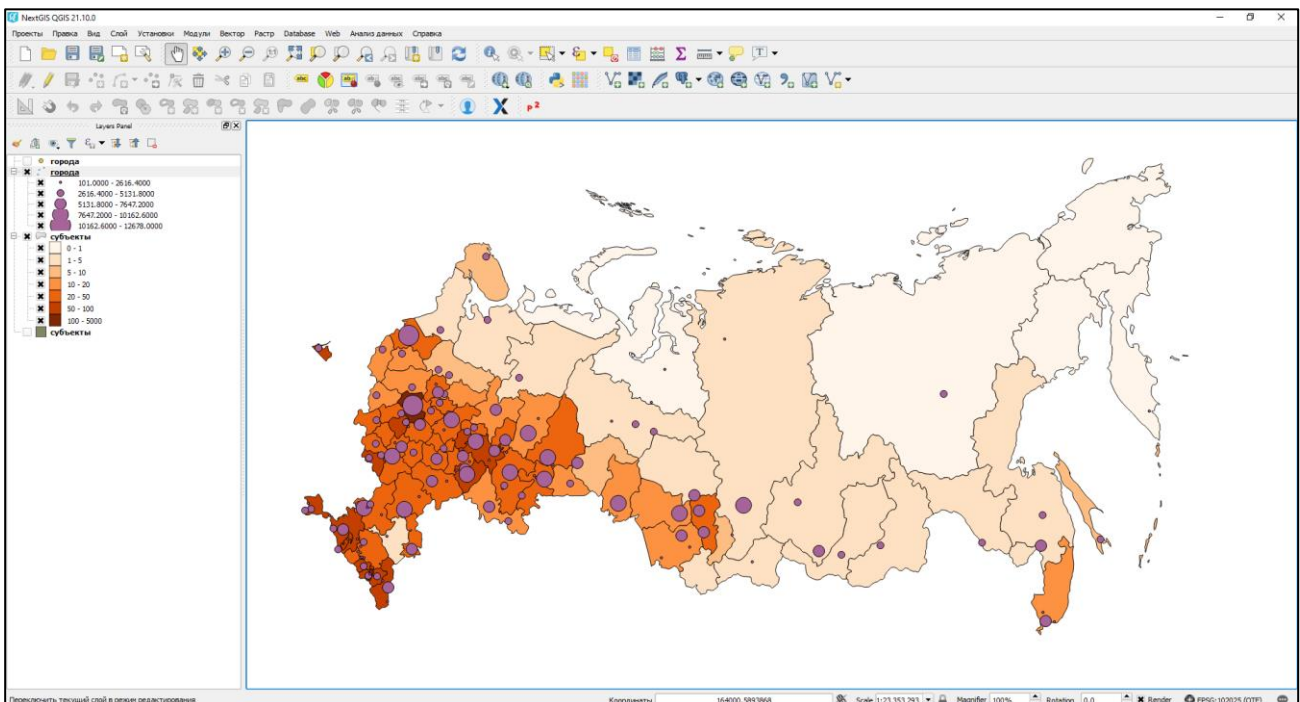 NextGIS QGIS 21.10.0
Проекты Правка Вид Слой Установки Модули Вектор Растр Database Web Анализ данных Справка
Layers Panel
города
города
101.0000 - 2616.4000
2616.4000 - 5131.8000
5131.8000 - 7647.2000
7647.2000 - 10162.6000
10162.6000 - 12678.0000
субъекты
0 - 1
1 - 5
5 - 10
10 - 20
20 - 50
50 - 100
100 - 5000
субъекты
Переключить текущий слой в режим редактирования
Координаты 164000,5893868 Scale 1:23 353 293 Magnifier 100% Rotation 0,0 Render EPSG:102025 (OTF)